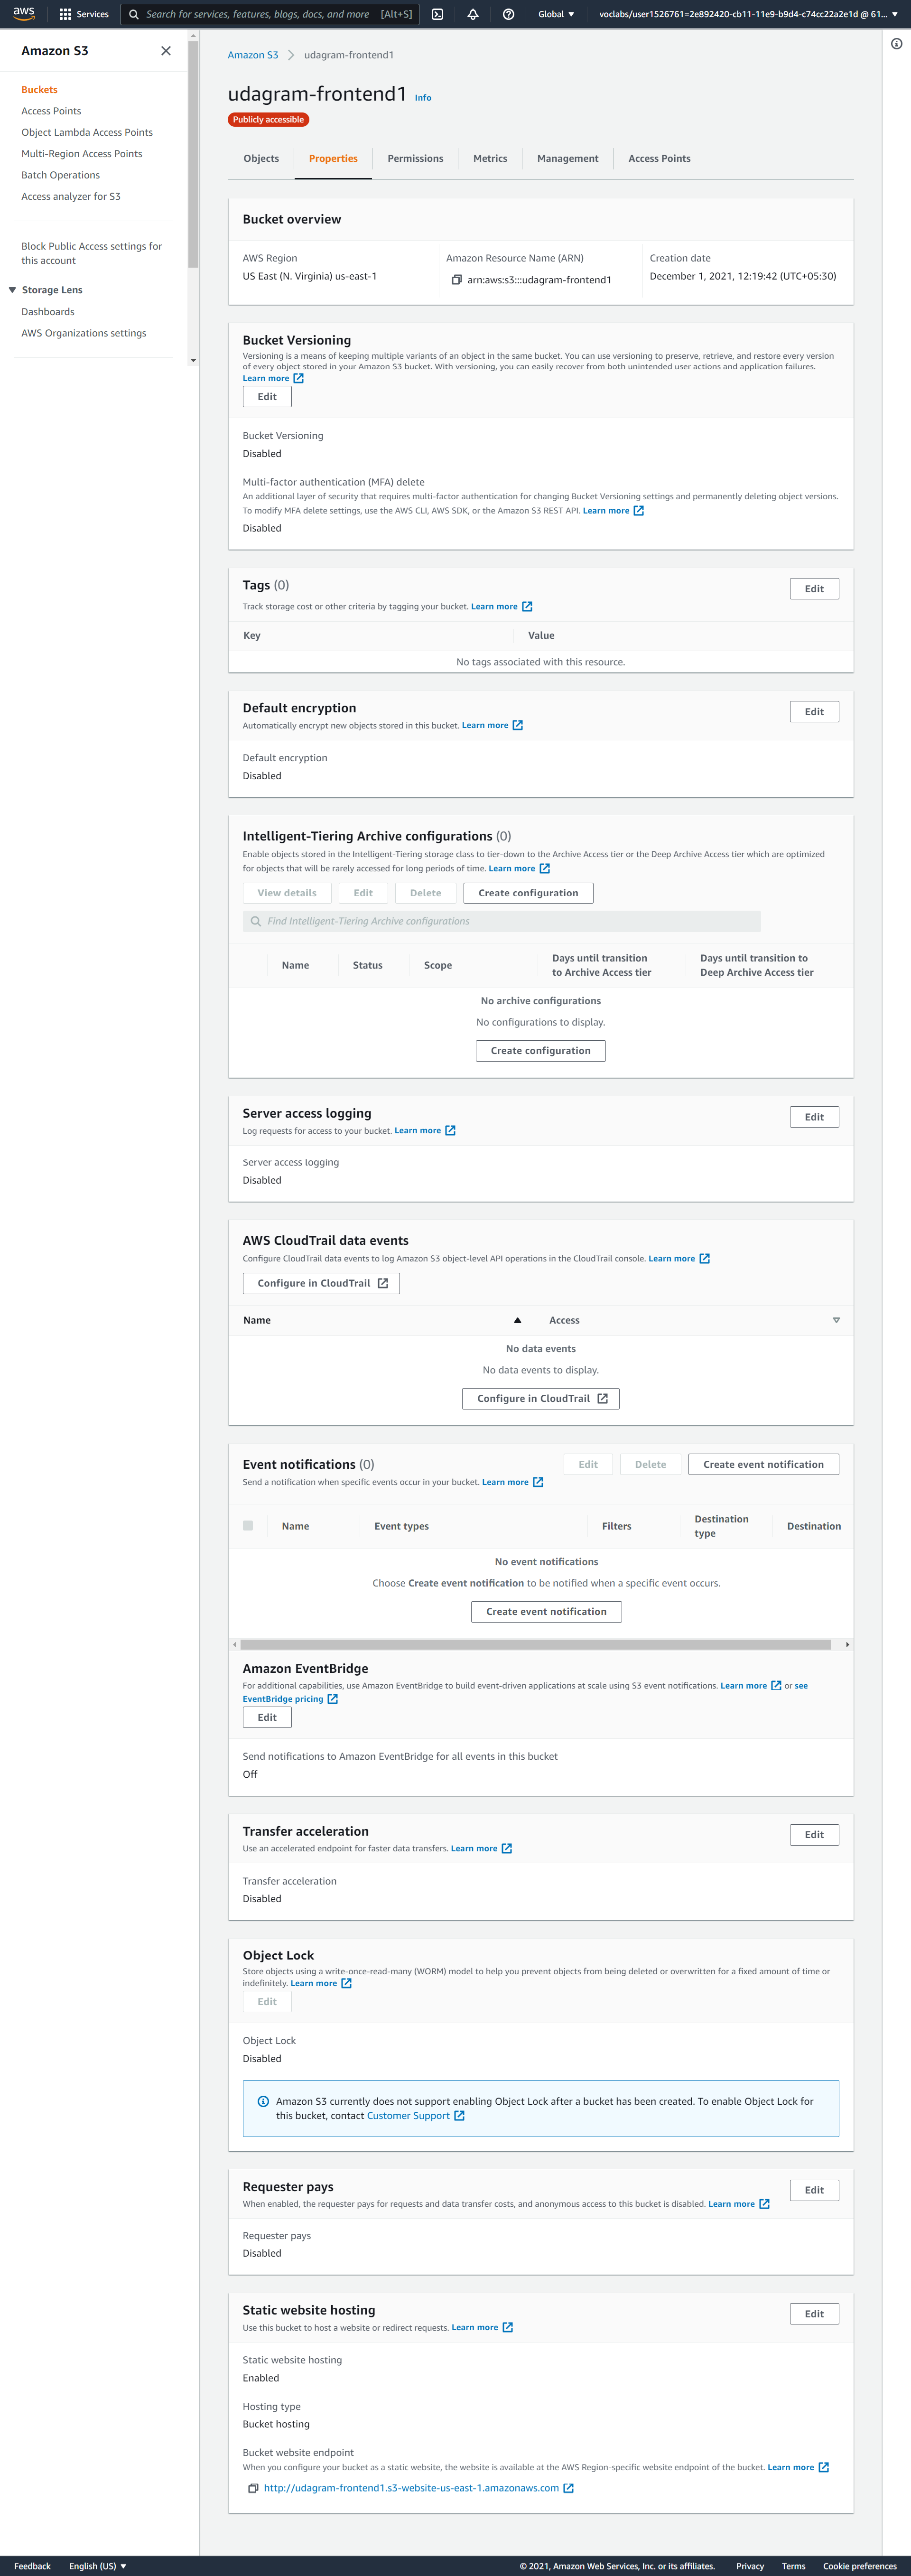 aws
Services
Search for services, features, blogs, docs, and more
[Alt+S]
Global
voclabs/user1526761=2e892420-cb11-11e9-b9d4-c74cc22a2e1d @ 61...
Amazon S3
Buckets
Access Points
Object Lambda Access Points
Multi-Region Access Points
Batch Operations
Access analyzer for S3
Block Public Access settings for
this account
Storage Lens
Dashboards
AWS Organizations settings
Amazon S3
udagram-frontend1
udagram-frontend1
Info
Publicly accessible
Objects
Properties
Permissions
Metrics
Management
Access Points
Bucket overview
AWS Region
US East (N. Virginia) us-east-1
Amazon Resource Name (ARN)
arn:aws:s3:::udagram-frontend1
Creation date
December 1, 2021, 12:19:42 (UTC+05:30)
Bucket Versioning
Versioning is a means of keeping multiple variants of an object in the same bucket. You can use versioning to preserve, retrieve, and restore every version
of every object stored in your Amazon S3 bucket. With versioning, you can easily recover from both unintended user actions and application failures.
Learn more
Edit
Bucket Versioning
Disabled
Multi-factor authentication (MFA) delete
An additional layer of security that requires multi-factor authentication for changing Bucket Versioning settings and permanently deleting object versions.
To modify MFA delete settings, use the AWS CLI, AWS SDK, or the Amazon S3 REST API. Learn more
Disabled
Tags (0)
Edit
Track storage cost or other criteria by tagging your bucket. Learn more
Key
Value
No tags associated with this resource.
Default encryption
Edit
Automatically encrypt new objects stored in this bucket. Learn more
Default encryption
Disabled
Intelligent-Tiering Archive configurations (0)
Enable objects stored in the Intelligent-Tiering storage class to tier-down to the Archive Access tier or the Deep Archive Access tier which are optimized
for objects that will be rarely accessed for long periods of time. Learn more
View details
Edit
Delete
Create configuration
Find Intelligent-Tiering Archive configurations
Name
Status
Scope
Days until transition
to Archive Access tier
Days until transition to
Deep Archive Access tier
No archive configurations
No configurations to display.
Create configuration
Server access logging
Edit
Log requests for access to your bucket. Learn more
Server access logging
Disabled
AWS CloudTrail data events
Configure CloudTrail data events to log Amazon S3 object-level API operations in the CloudTrail console. Learn more
Configure in CloudTrail
Name
Access
No data events
No data events to display.
Configure in CloudTrail
Event notifications (0)
Edit
Delete
Create event notification
Send a notification when specific events occur in your bucket. Learn more
Name
Event types
Filters
Destination
type
Destination
No event notifications
Choose Create event notification to be notified when a specific event occurs.
Create event notification
Amazon EventBridge
For additional capabilities, use Amazon EventBridge to build event-driven applications at scale using S3 event notifications. Learn more or see
EventBridge pricing
Edit
Send notifications to Amazon EventBridge for all events in this bucket
Off
Transfer acceleration
Edit
Use an accelerated endpoint for faster data transfers. Learn more
Transfer acceleration
Disabled
Object Lock
Store objects using a write-once-read-many (WORM) model to help you prevent objects from being deleted or overwritten for a fixed amount of time or
indefinitely. Learn more
Edit
Object Lock
Disabled
Amazon S3 currently does not support enabling Object Lock after a bucket has been created. To enable Object Lock for
this bucket, contact Customer Support
Requester pays
Edit
When enabled, the requester pays for requests and data transfer costs, and anonymous access to this bucket is disabled. Learn more
Requester pays
Disabled
Static website hosting
Edit
Use this bucket to host a website or redirect requests. Learn more
Static website hosting
Enabled
Hosting type
Bucket hosting
Bucket website endpoint
When you configure your bucket as a static website, the website is available at the AWS Region-specific website endpoint of the bucket. Learn more
http://udagram-frontend1.s3-website-us-east-1.amazonaws.com
Feedback
English (US)
© 2021, Amazon Web Services, Inc. or its affiliates.
Privacy
Terms
Cookie preferences